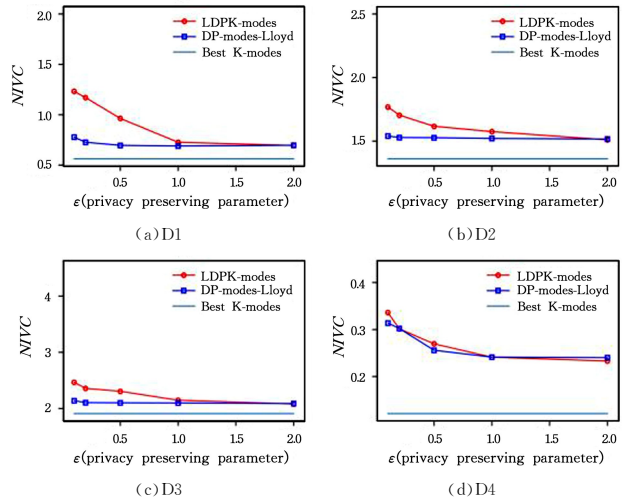 2.0
1.5
1.0
0.5
NIVC
LDPK-modes
DP-modes-Lloyd
Best K-modes
0.5 1.0 1.5 2.0
ε(privacy preserving parameter)
(a)D1
2.5
2.0
1.5
NIVC
LDPK-modes
DP-modes-Lloyd
Best K-modes
0.5 1.0 1.5 2.0
ε(privacy preserving parameter)
(b)D2
4
3
2
NIVC
LDPK-modes
DP-modes-Lloyd
Best K-modes
0.5 1.0 1.5 2.0
ε(privacy preserving parameter)
(c)D3
0.4
0.3
0.2
NIVC
LDPK-modes
DP-modes-Lloyd
Best K-modes
0.5 1.0 1.5 2.0
ε(privacy preserving parameter)
(d)D4